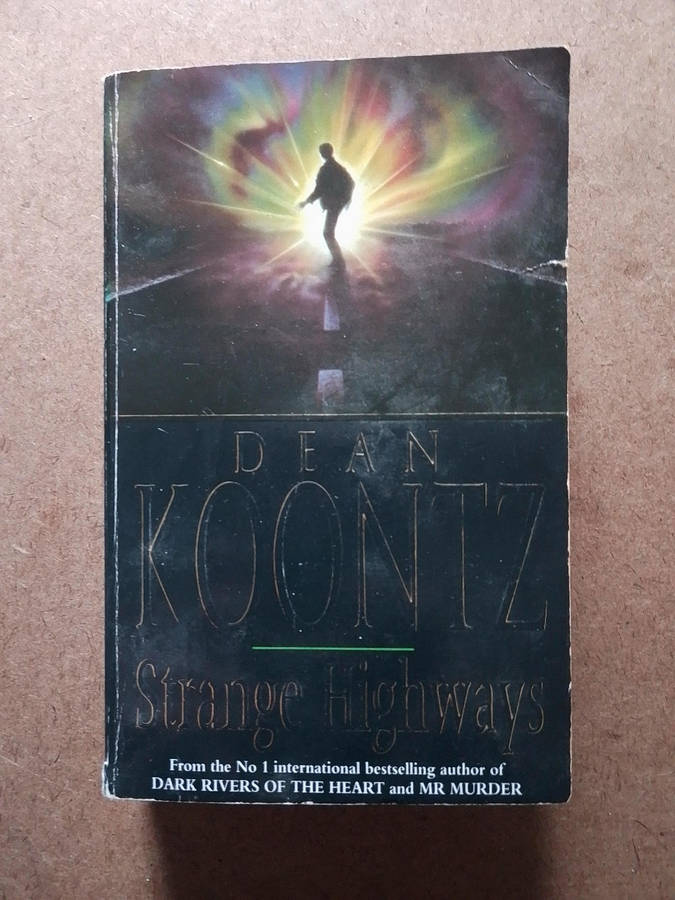 DEAN
KOONTZ
Strange Highways
From the No 1 international bestselling author of
DARK RIVERS OF THE HEART and MR MURDER